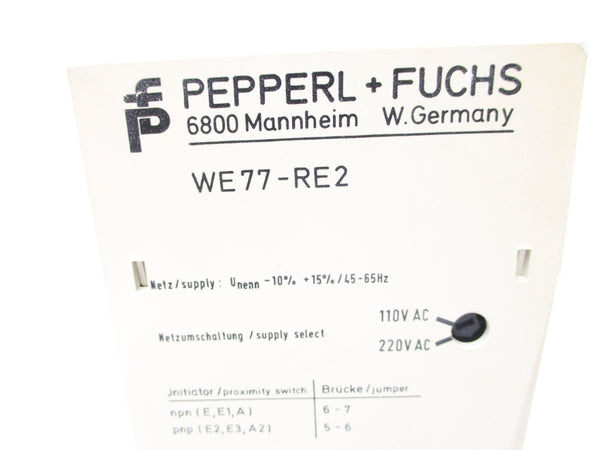 PEPPERL + FUCHS
6800 Mannheim W.Germany
WE77-RE2
Netz/supply: Unenn -10% +15% / 45-65Hz
110V AC
Netzumschaltung /supply select
220V AC
Jnitiator /proximity switch Brücke/jumper
npn (E,E1,A) 6-7
pnp (E2,E3,A2) 5-6